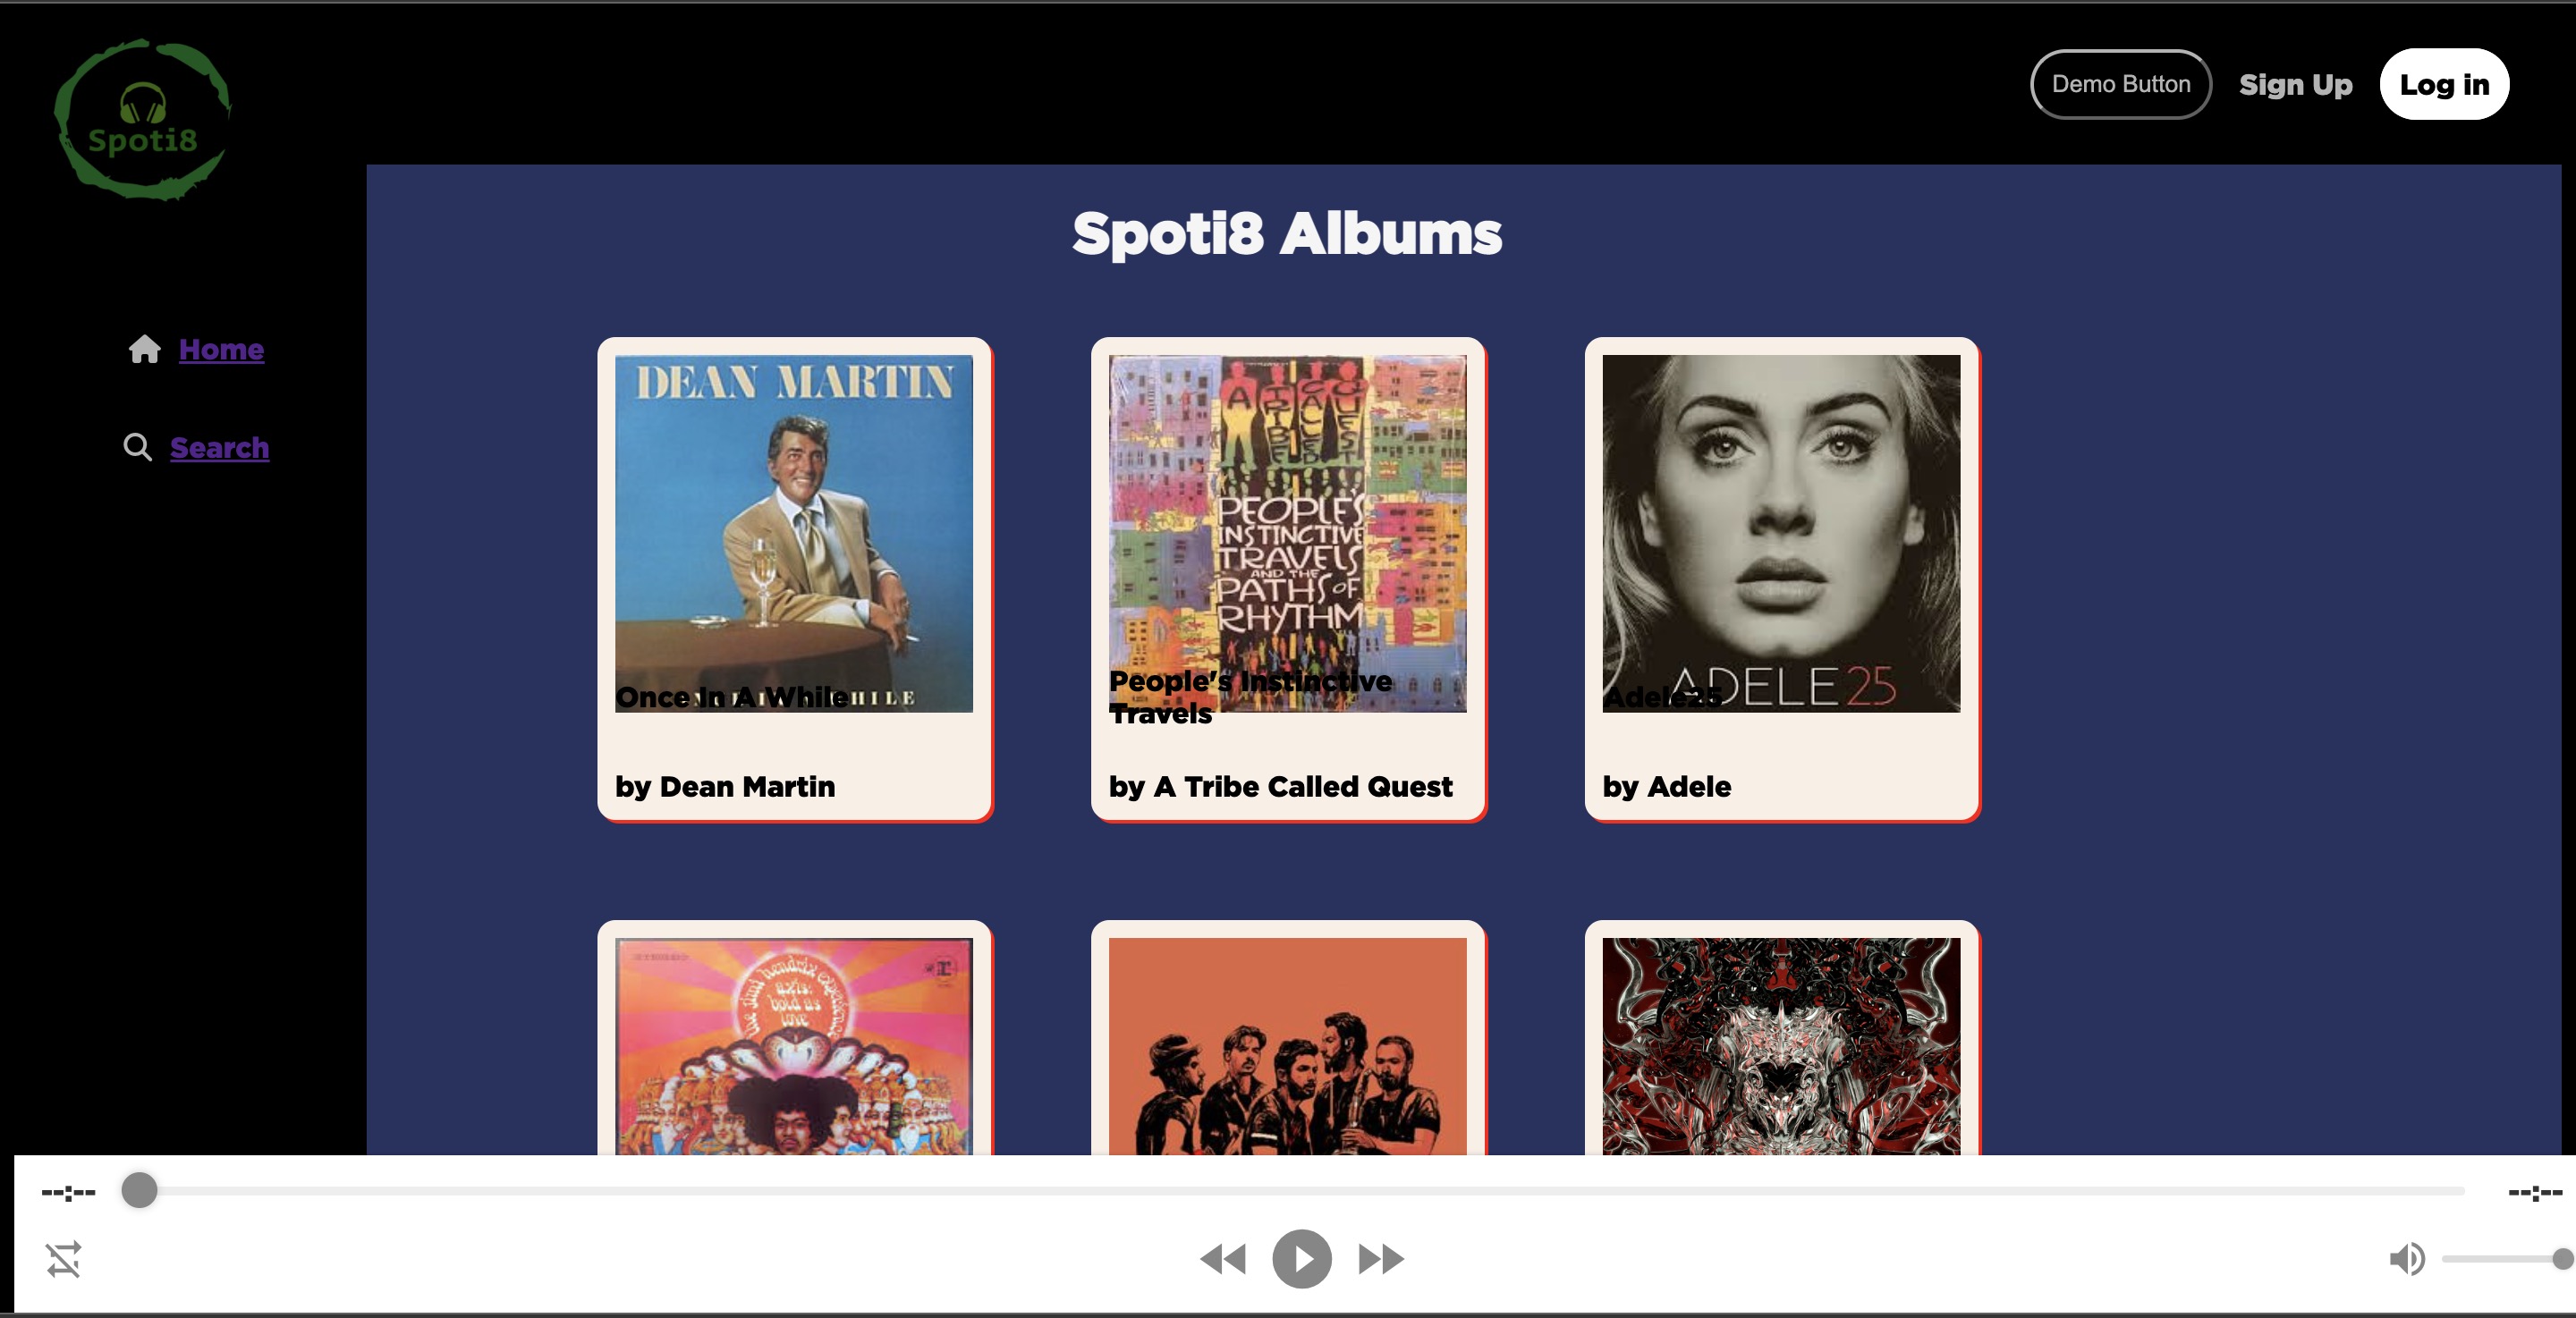 Spoti8
Demo Button
Sign Up
Log in
Spoti8 Albums
Home
Search
DEAN MARTIN
Once In A While
by Dean Martin
A TRIBE CALLED QUEST
PEOPLE'S
INSTINCTIVE
TRAVELS
AND THE
PATHS OF
RHYTHM
People's Instinctive
Travels
by A Tribe Called Quest
ADELE 25
Adele25
by Adele
the jimi hendrix experience
axis:
bold as
love
--:--
--:--